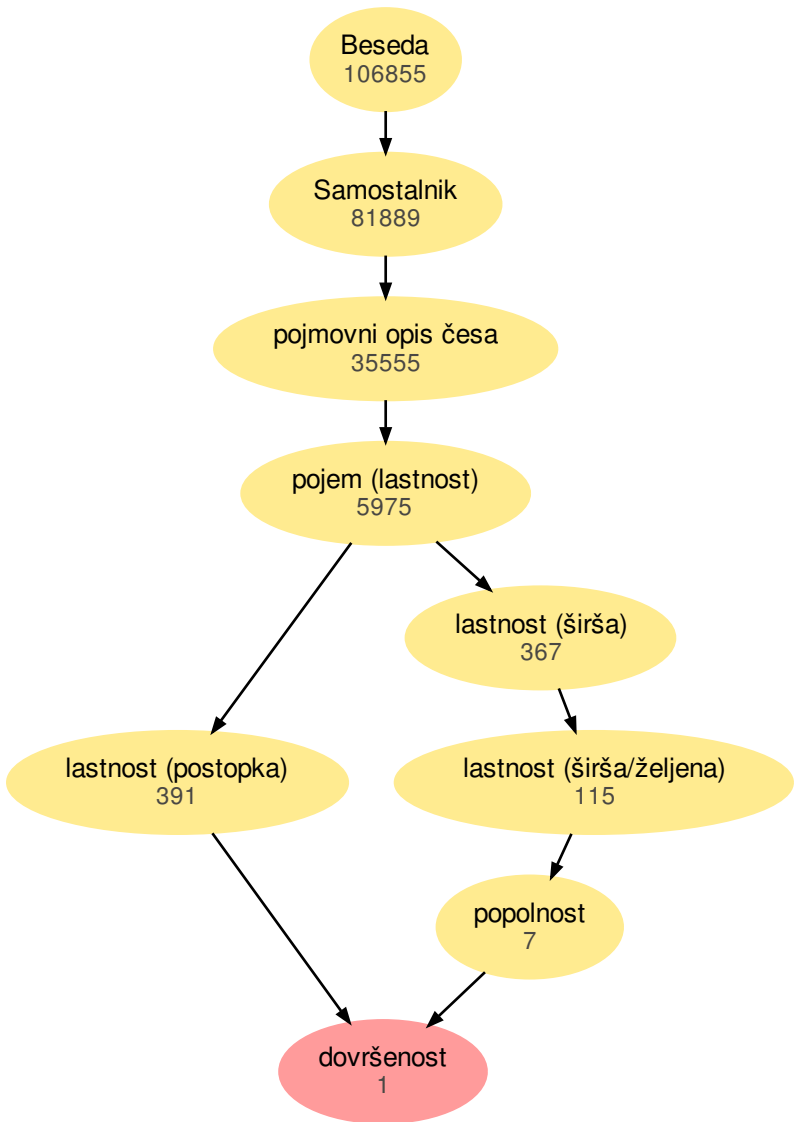 Beseda
106855
Samostalnik
81889
pojmovni opis česa
35555
pojem (lastnost)
5975
lastnost (širša)
367
lastnost (postopka)
391
lastnost (širša/željena)
115
popolnost
7
dovršenost
1